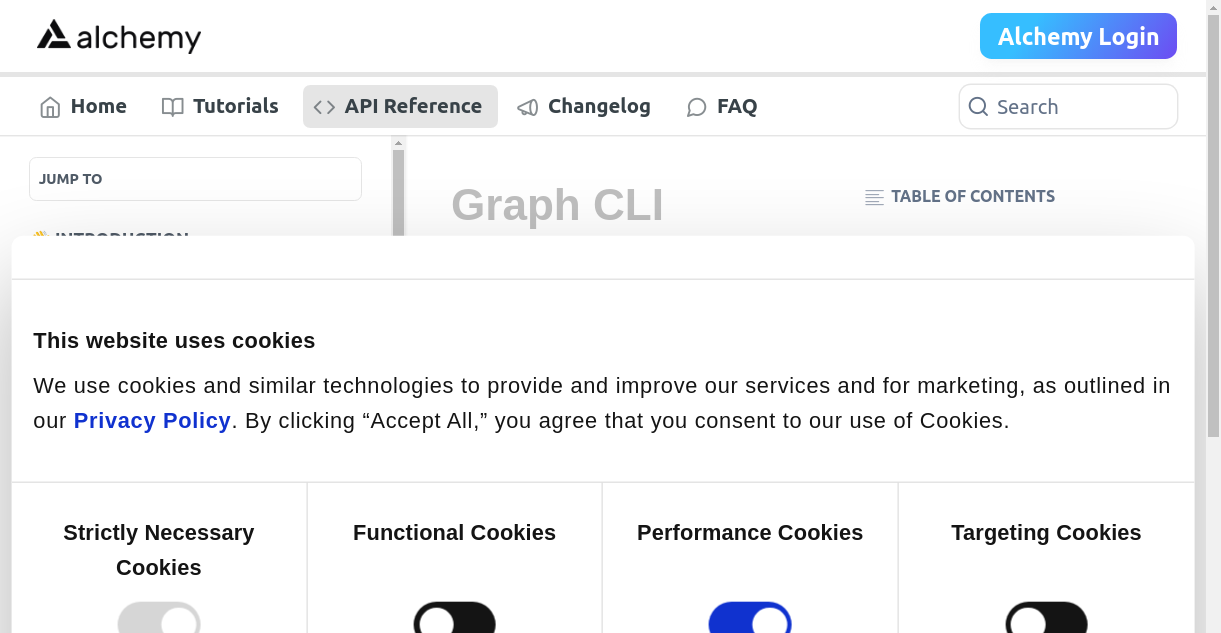 alchemy
Alchemy Login
Home
Tutorials
API Reference
Changelog
FAQ
Search
JUMP TO
Graph CLI
TABLE OF CONTENTS
INTRODUCTION
This website uses cookies
We use cookies and similar technologies to provide and improve our services and for marketing, as outlined in
our Privacy Policy. By clicking “Accept All,” you agree that you consent to our use of Cookies.
Strictly Necessary
Cookies
Functional Cookies
Performance Cookies
Targeting Cookies